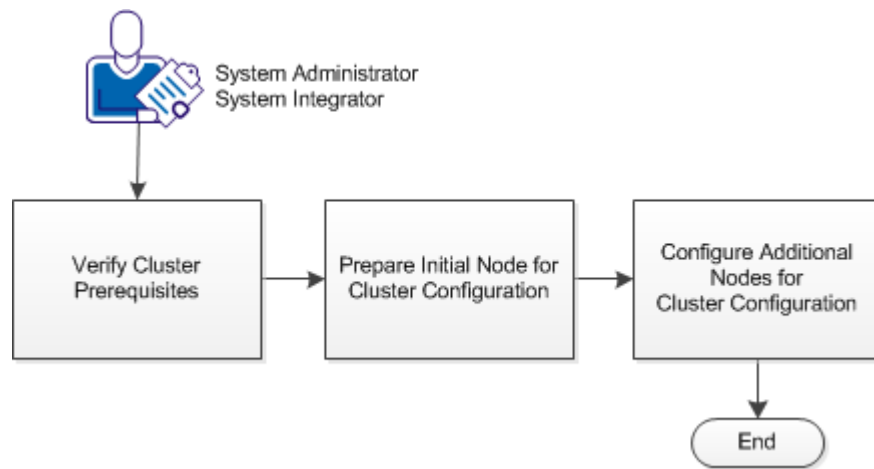 System Administrator
System Integrator
Verify Cluster
Prerequisites
Prepare Initial Node for
Cluster Configuration
Configure Additional
Nodes for
Cluster Configuration
End